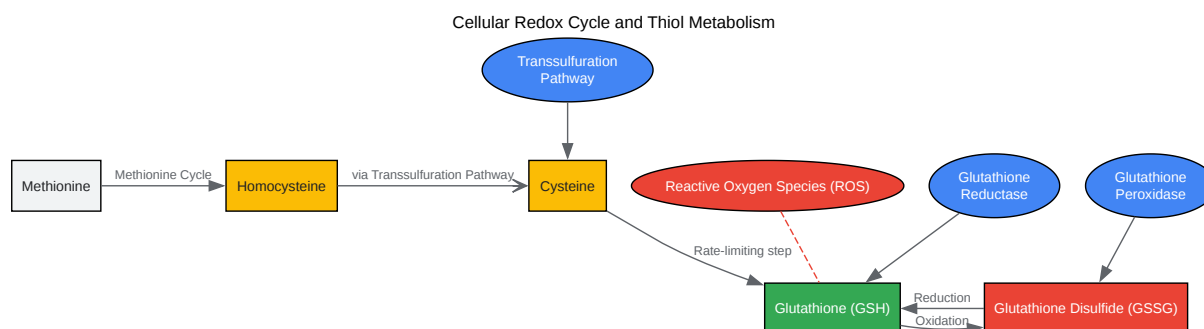 Cellular Redox Cycle and Thiol Metabolism
Transsulfuration
Pathway
Methionine
Methionine Cycle
Homocysteine
via Transsulfuration Pathway
Cysteine
Reactive Oxygen Species (ROS)
Glutathione
Reductase
Glutathione
Peroxidase
Rate-limiting step
Glutathione (GSH)
Reduction
Oxidation
Glutathione Disulfide (GSSG)